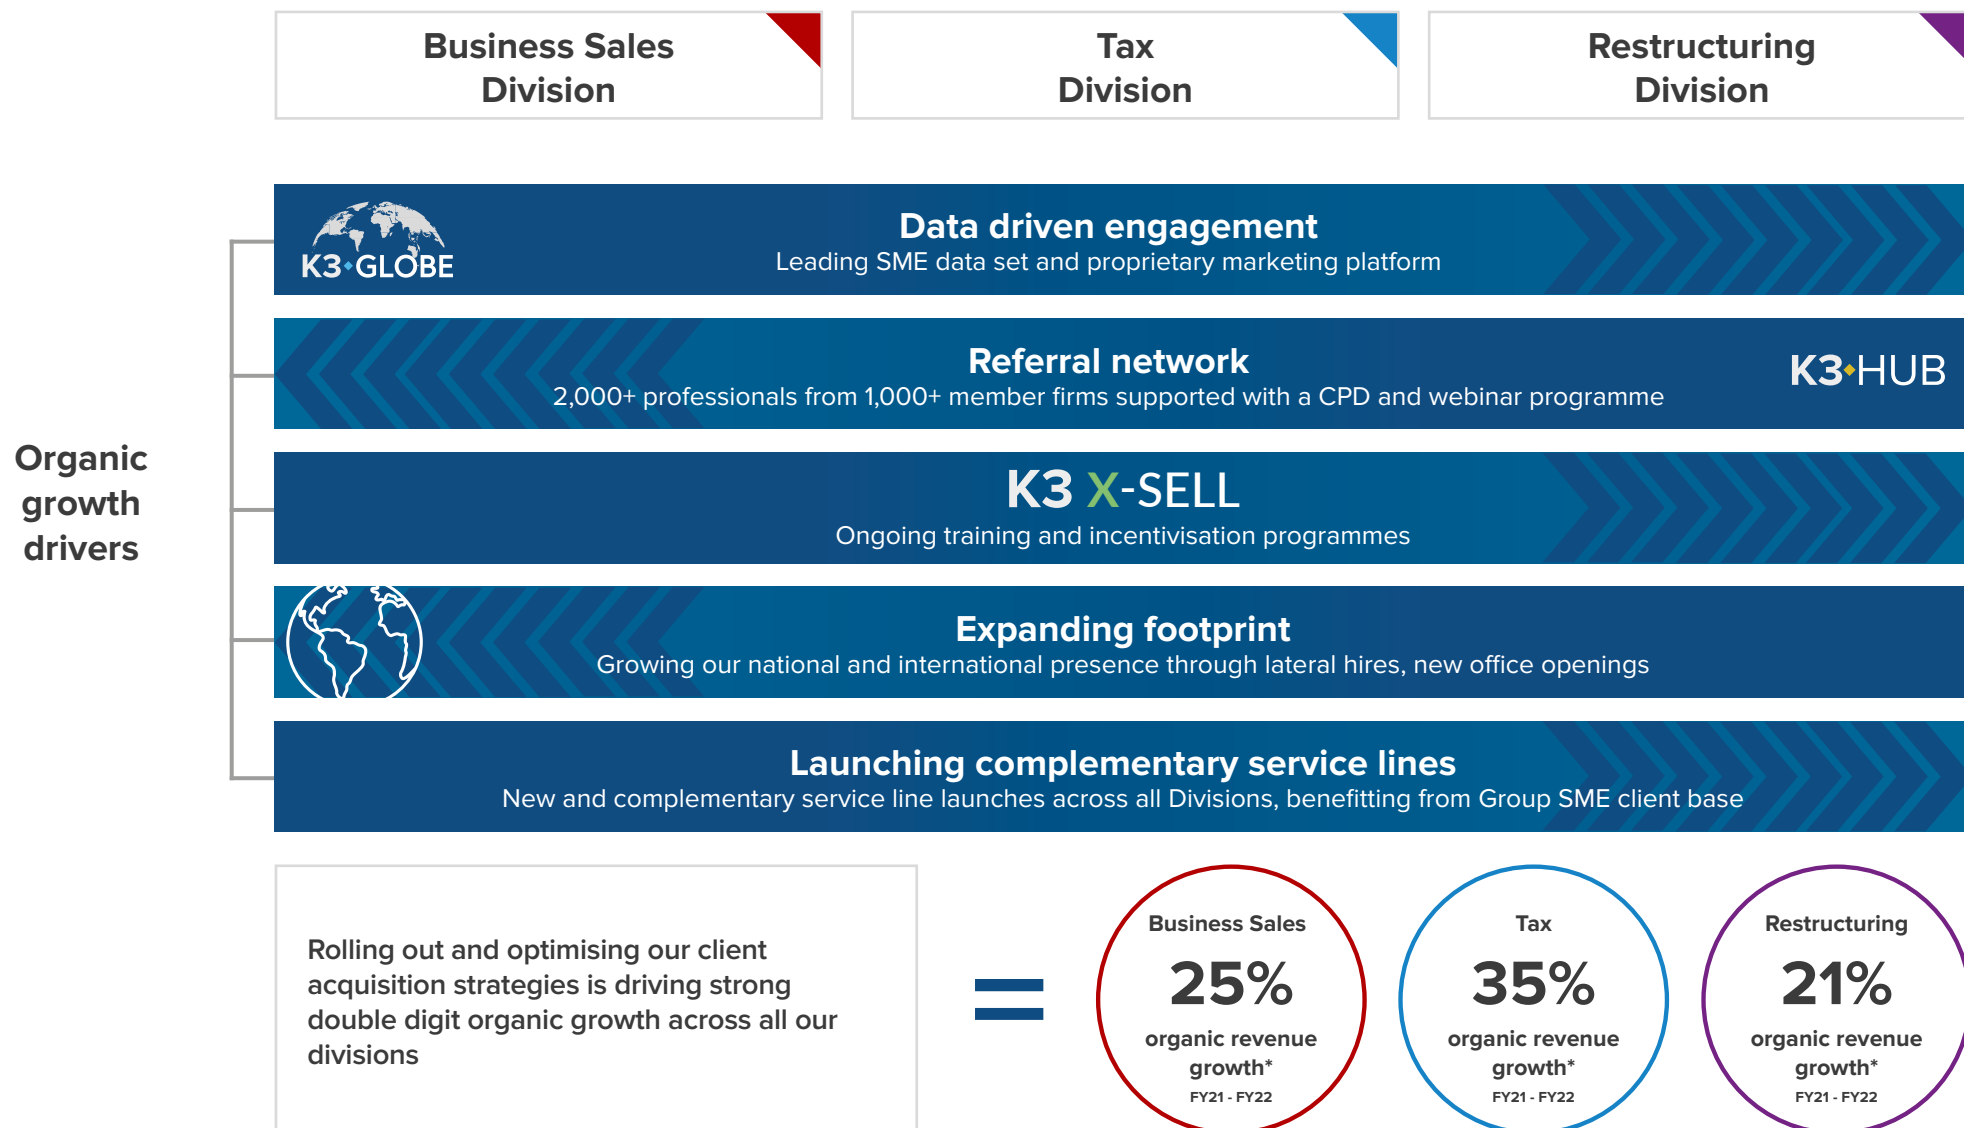 Business Sales
Division
Tax
Division
Restructuring
Division
Organic
growth
drivers
K3 GLOBE
Data driven engagement
Leading SME data set and proprietary marketing platform
Referral network
2,000+ professionals from 1,000+ member firms supported with a CPD and webinar programme
K3 HUB
K3 X-SELL
Ongoing training and incentivisation programmes
Expanding footprint
Growing our national and international presence through lateral hires, new office openings
Launching complementary service lines
New and complementary service line launches across all Divisions, benefitting from Group SME client base
Rolling out and optimising our client
acquisition strategies is driving strong
double digit organic growth across all our
divisions
=
Business Sales
25%
organic revenue
growth*
FY21 - FY22
Tax
35%
organic revenue
growth*
FY21 - FY22
Restructuring
21%
organic revenue
growth*
FY21 - FY22